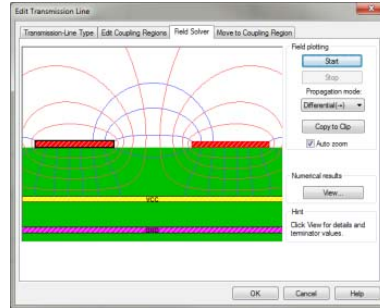 Edit Transmission Line
Transmission-Line Type
Edit Coupling Regions
Field Solver
Move to Coupling Region
Field plotting
Start
Stop
Propagation mode:
Differential(-+)
Copy to Clip
Auto zoom
VCC
Numerical results
View...
Hint
Click View for details and
terminator values.
OK
Cancel
Help